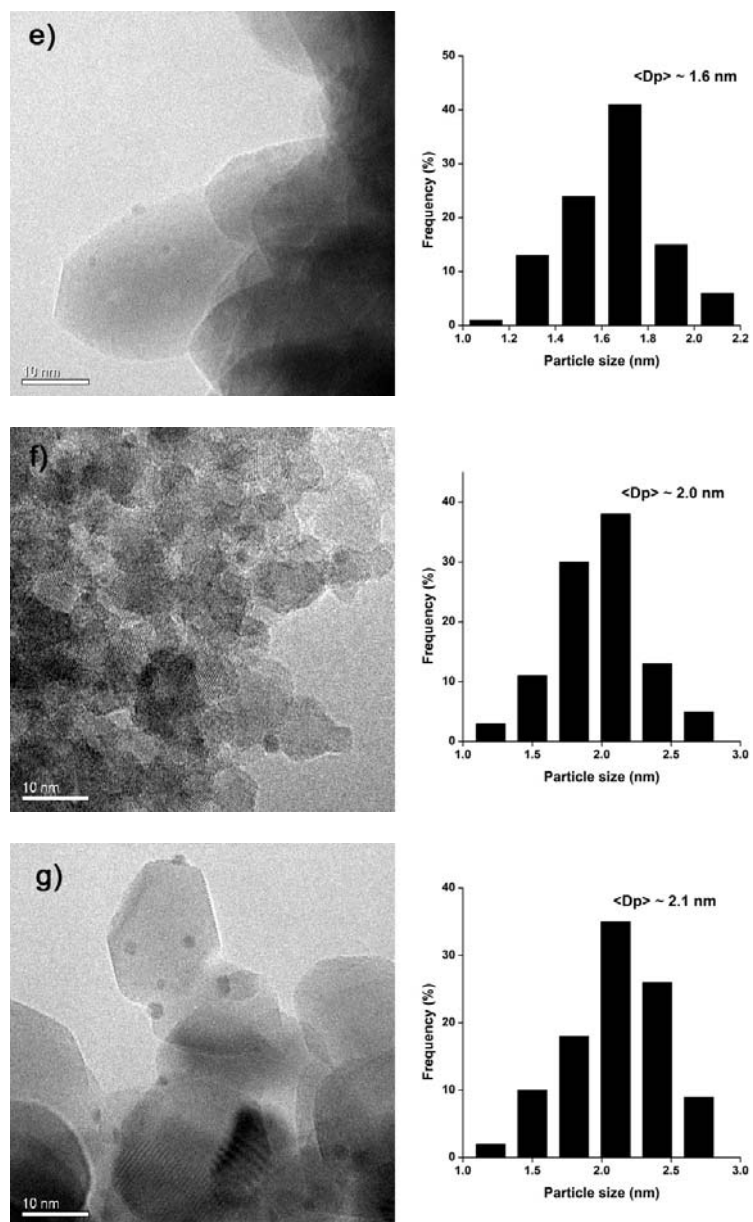 e)
10 nm
<Dp> ~ 1.6 nm
50
40
30
20
10
0
Frequency (%)
1.0 1.2 1.4 1.6 1.8 2.0 2.2
Particle size (nm)
f)
10 nm
<Dp> ~ 2.0 nm
40
30
20
10
0
Frequency (%)
1.0 1.5 2.0 2.5 3.0
Particle size (nm)
g)
10 nm
<Dp> ~ 2.1 nm
40
30
20
10
0
Frequency (%)
1.0 1.5 2.0 2.5 3.0
Particle size (nm)